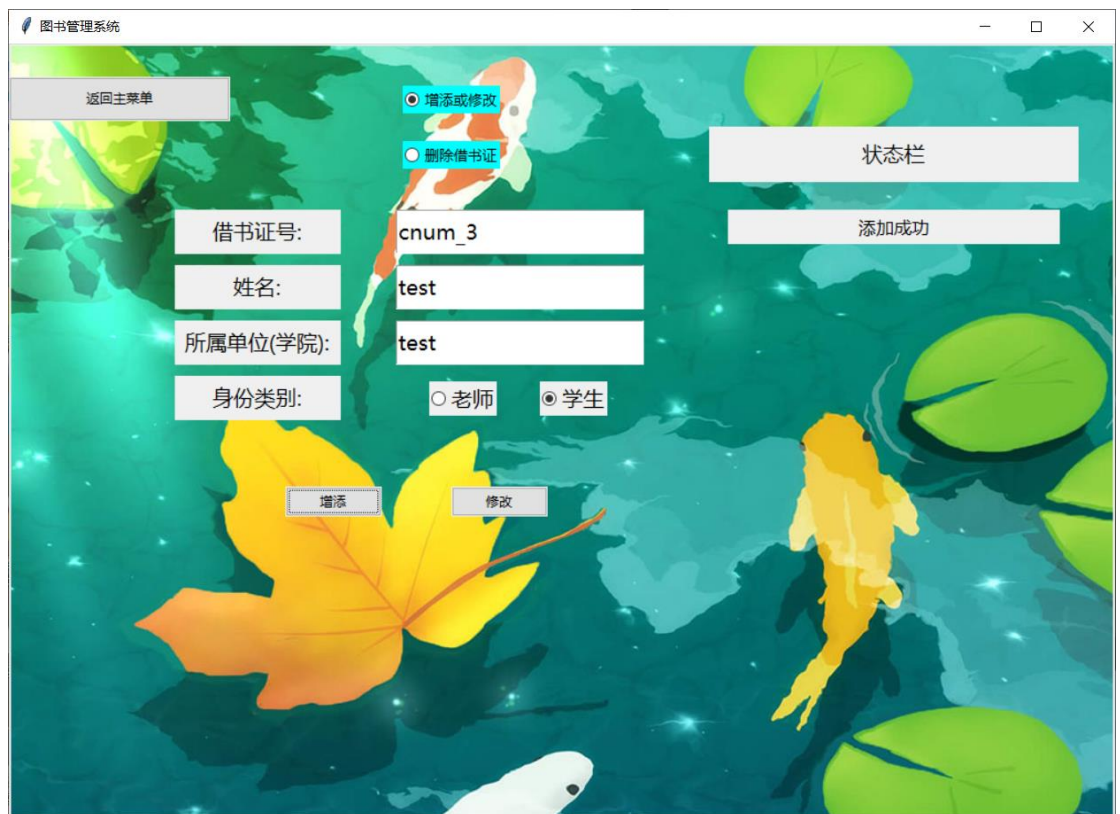 图书管理系统
返回主菜单
增添或修改
删除借书证
状态栏
借书证号:
cnum_3
添加成功
姓名:
test
所属单位(学院):
test
身份类别:
老师 学生
增添 修改